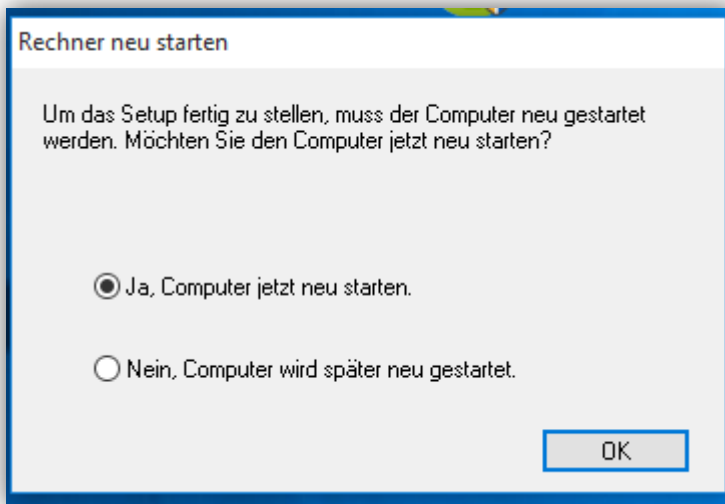 Rechner neu starten
Um das Setup fertig zu stellen, muss der Computer neu gestartet
werden. Möchten Sie den Computer jetzt neu starten?
Ja, Computer jetzt neu starten.
Nein, Computer wird später neu gestartet.
OK